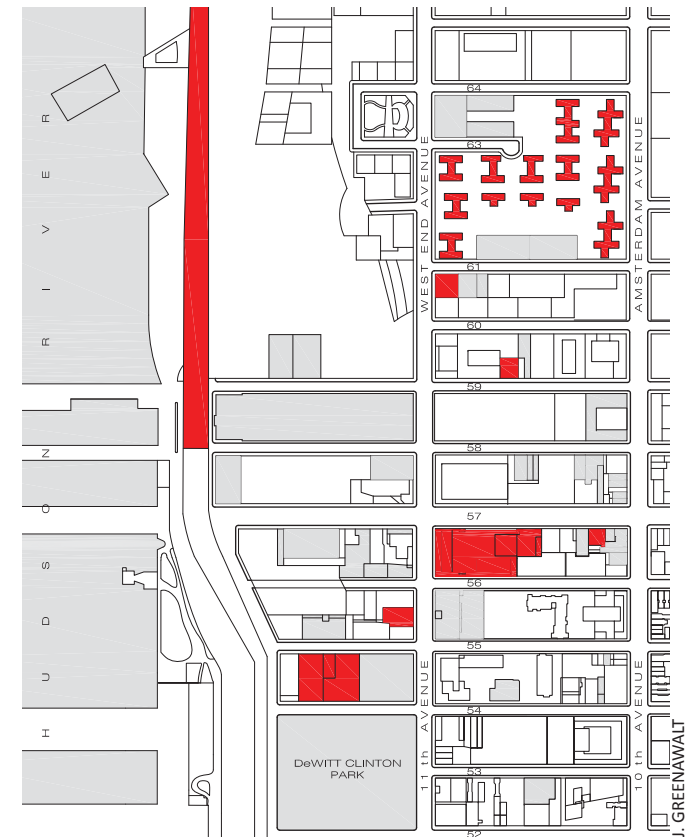 HUDSON RIVER
64
63
61
60
59
58
57
56
55
54
53
52
WEST END AVENUE
AMSTERDAM AVENUE
11th AVENUE
10th AVENUE
DeWITT CLINTON
PARK
J. GREENAWALT